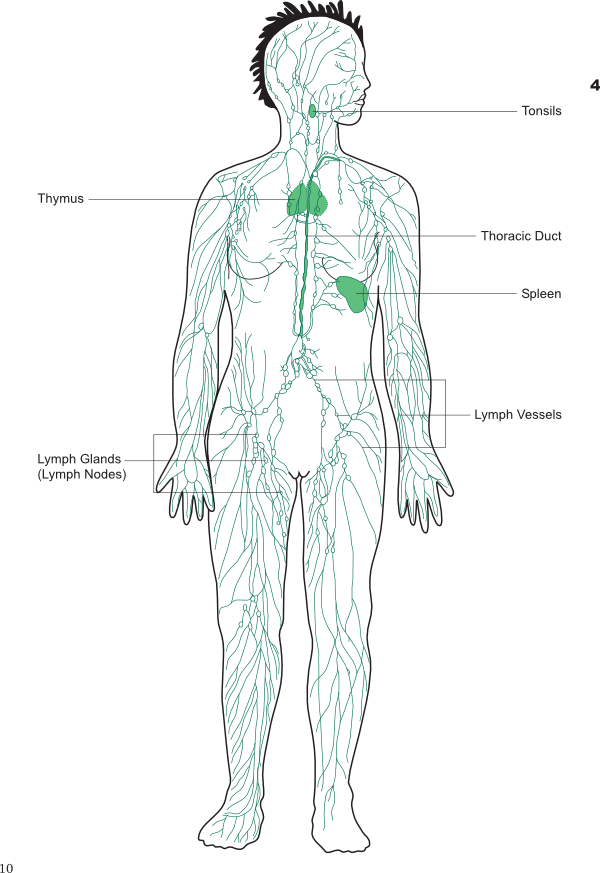 4
Tonsils
Thymus
Thoracic Duct
Spleen
Lymph Vessels
Lymph Glands
(Lymph Nodes)
10